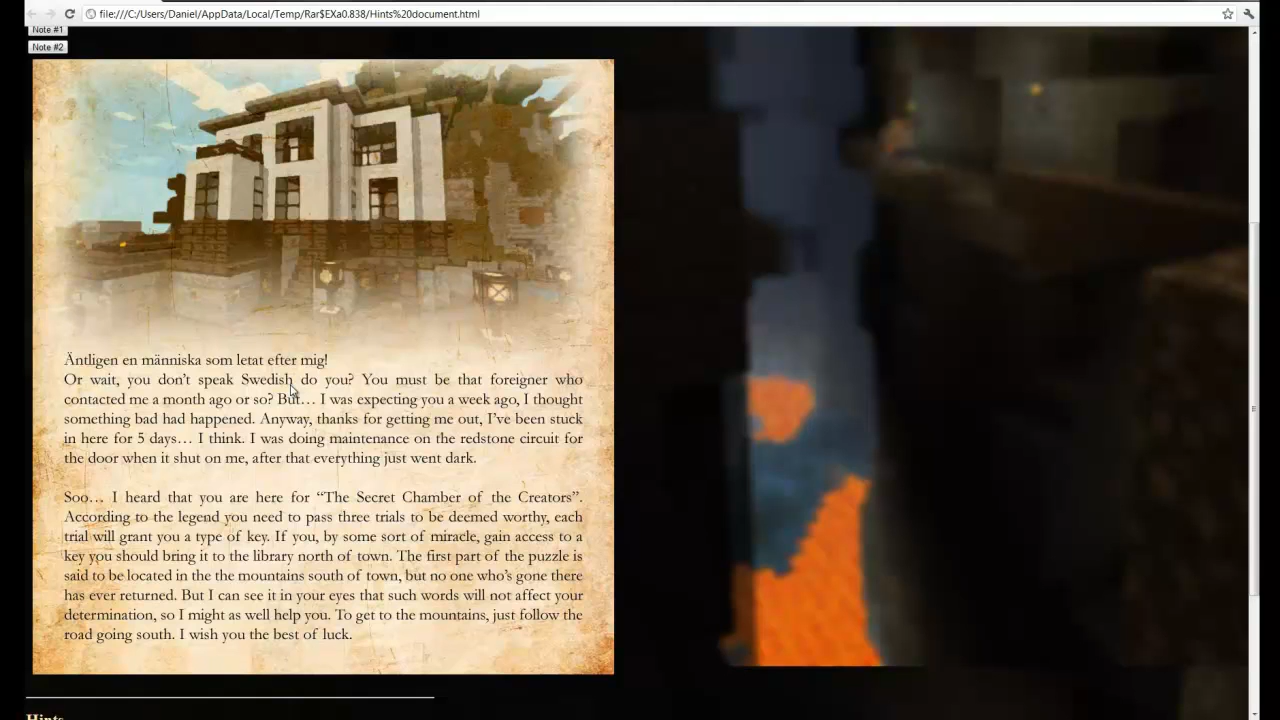 file:///C:/Users/Daniel/AppData/Local/Temp/Rar$EXa0.838/Hints%20document.html
Note #1
Note #2
Äntligen en människa som letat efter mig!
Or wait, you don't speak Swedish do you? You must be that foreigner who
contacted me a month ago or so? But… I was expecting you a week ago, I thought
something bad had happened. Anyway, thanks for getting me out, I've been stuck
in here for 5 days… I think. I was doing maintenance on the redstone circuit for
the door when it shut on me, after that everything just went dark.
Soo… I heard that you are here for "The Secret Chamber of the Creators".
According to the legend you need to pass three trials to be deemed worthy, each
trial will grant you a type of key. If you, by some sort of miracle, gain access to a
key you should bring it to the library north of town. The first part of the puzzle is
said to be located in the the mountains south of town, but no one who's gone there
has ever returned. But I can see it in your eyes that such words will not affect your
determination, so I might as well help you. To get to the mountains, just follow the
road going south. I wish you the best of luck.
Hints